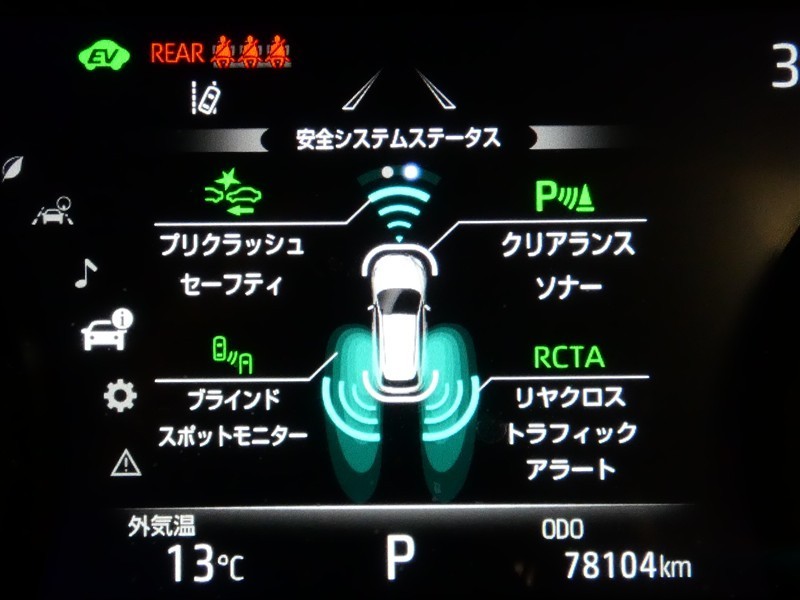 EV REAR
3
安全システムステータス
プリクラッシュ
セーフティ
P
クリアランス
ソナー
ブラインド
スポットモニター
RCTA
リヤクロス
トラフィック
アラート
外気温
13℃
P
ODO
78104km